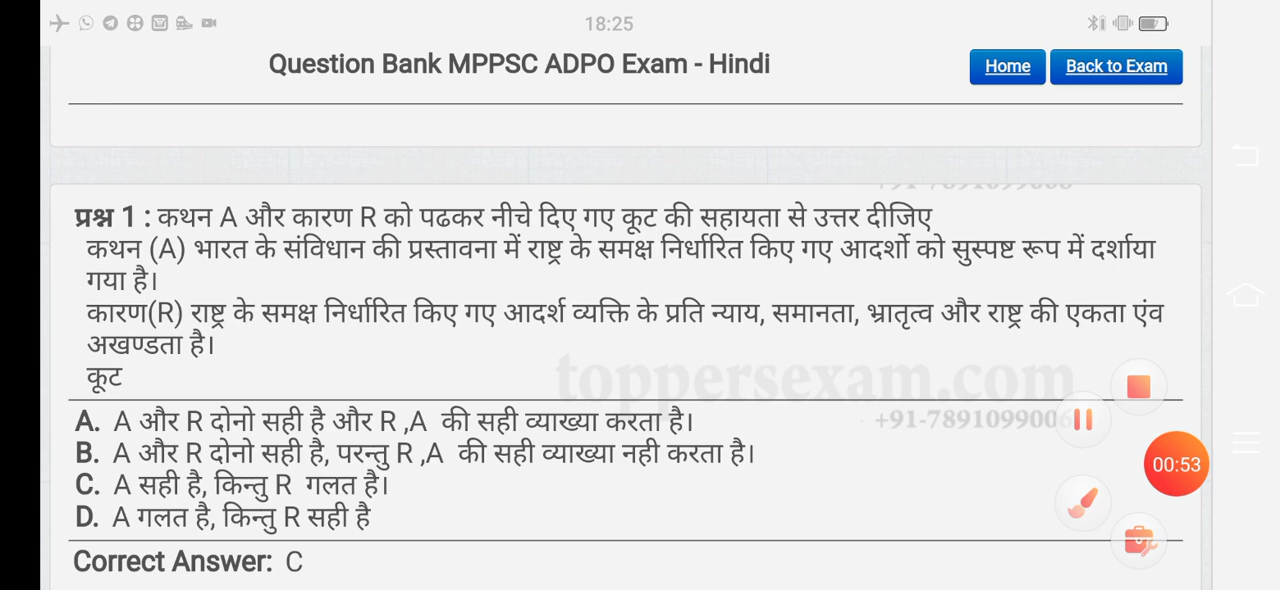 18:25
Question Bank MPPSC ADPO Exam - Hindi
Home
Back to Exam
प्रश्न 1 : कथन A और कारण R को पढकर नीचे दिए गए कूट की सहायता से उत्तर दीजिए
कथन (A) भारत के संविधान की प्रस्तावना में राष्ट्र के समक्ष निर्धारित किए गए आदर्शो को सुस्पष्ट रूप में दर्शाया
गया है।
कारण(R) राष्ट्र के समक्ष निर्धारित किए गए आदर्श व्यक्ति के प्रति न्याय, समानता, भ्रातृत्व और राष्ट्र की एकता एंव
अखण्डता है।
कूट
toppersexam.com
A. A और R दोनो सही है और R ,A की सही व्याख्या करता है।
+91-7891099006
B. A और R दोनो सही है, परन्तु R ,A की सही व्याख्या नही करता है।
00:53
C. A सही है, किन्तु R गलत है।
D. A गलत है, किन्तु R सही है
Correct Answer: C